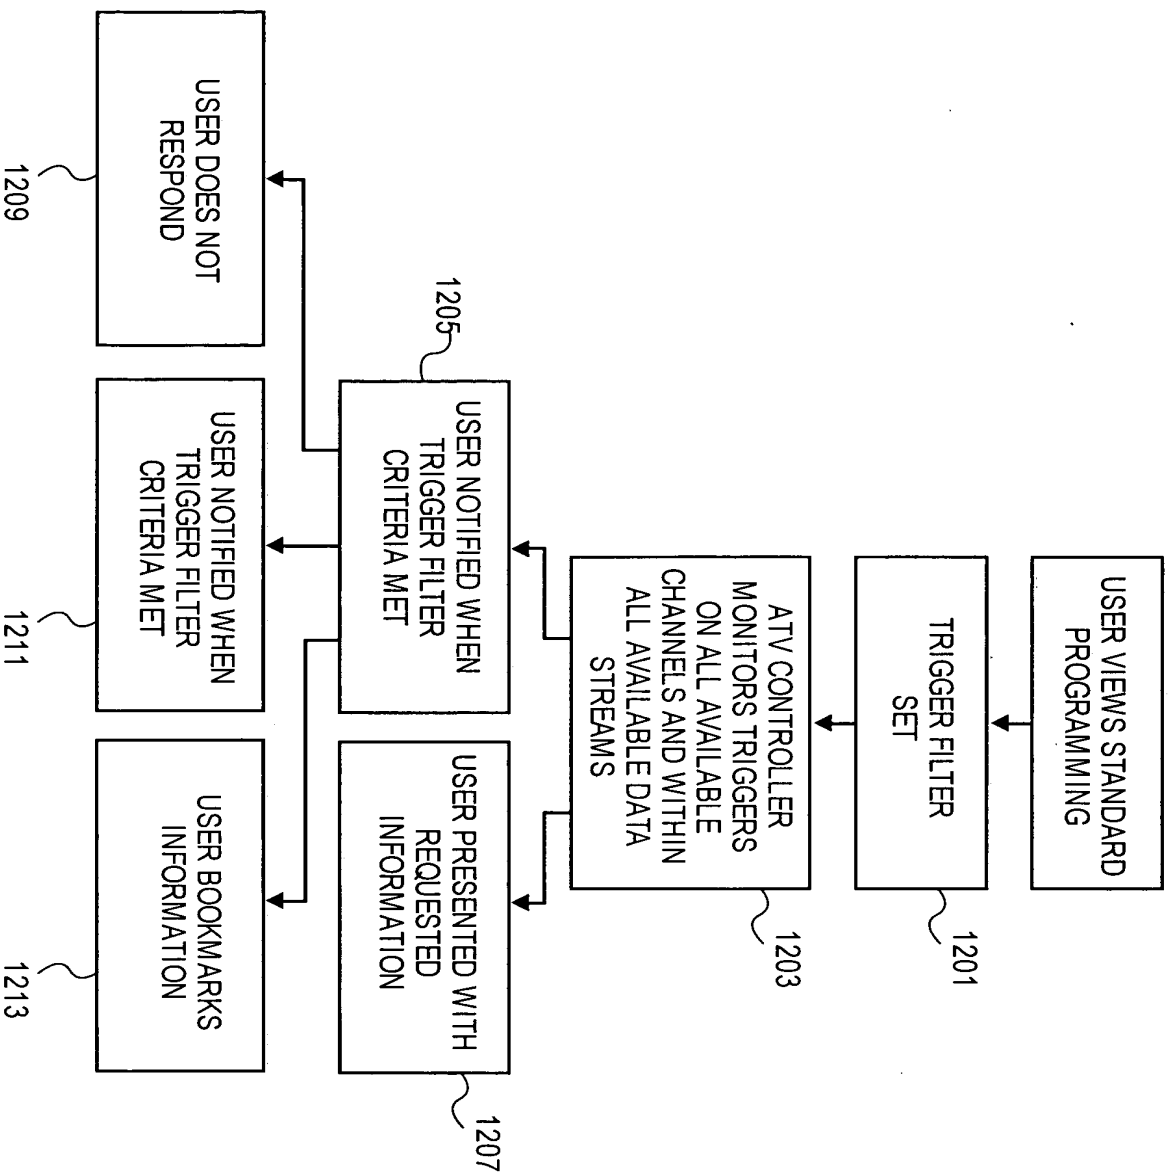 USER VIEWS STANDARD
PROGRAMMING
TRIGGER FILTER
SET
1201
ATV CONTROLLER
MONITORS TRIGGERS
ON ALL AVAILABLE
CHANNELS AND WITHIN
ALL AVAILABLE DATA
STREAMS
1203
1205
USER NOTIFIED WHEN
TRIGGER FILTER
CRITERIA MET
USER PRESENTED WITH
REQUESTED
INFORMATION
1207
USER DOES NOT
RESPOND
1209
USER NOTIFIED WHEN
TRIGGER FILTER
CRITERIA MET
1211
USER BOOKMARKS
INFORMATION
1213